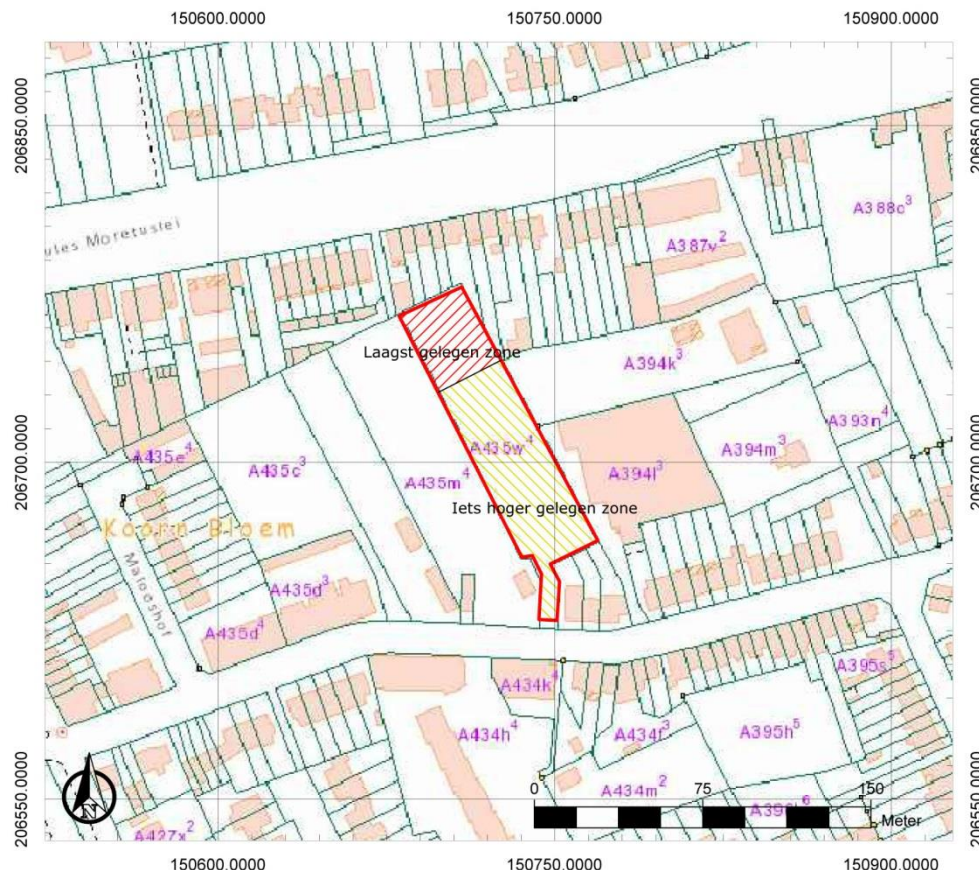 150600.0000 150750.0000 150900.0000
206850.0000 206850.0000
A388c³
ules Moretuslei
A387v²
Laagst gelegen zone
A394k³
A435w⁴
A393n⁴
A435e⁴
206700.0000 206700.0000
A435c³
A394m³
A435m⁴
A394l³
Iets hoger gelegen zone
Koorn Bloem
A435d³
A435d⁴
A395s⁵
A434k⁴
A434h⁴
A434f³
A395h⁵
A434m²
206550.0000 206550.0000
N
0 75 150
Meter
A427x²
150600.0000 150750.0000 150900.0000